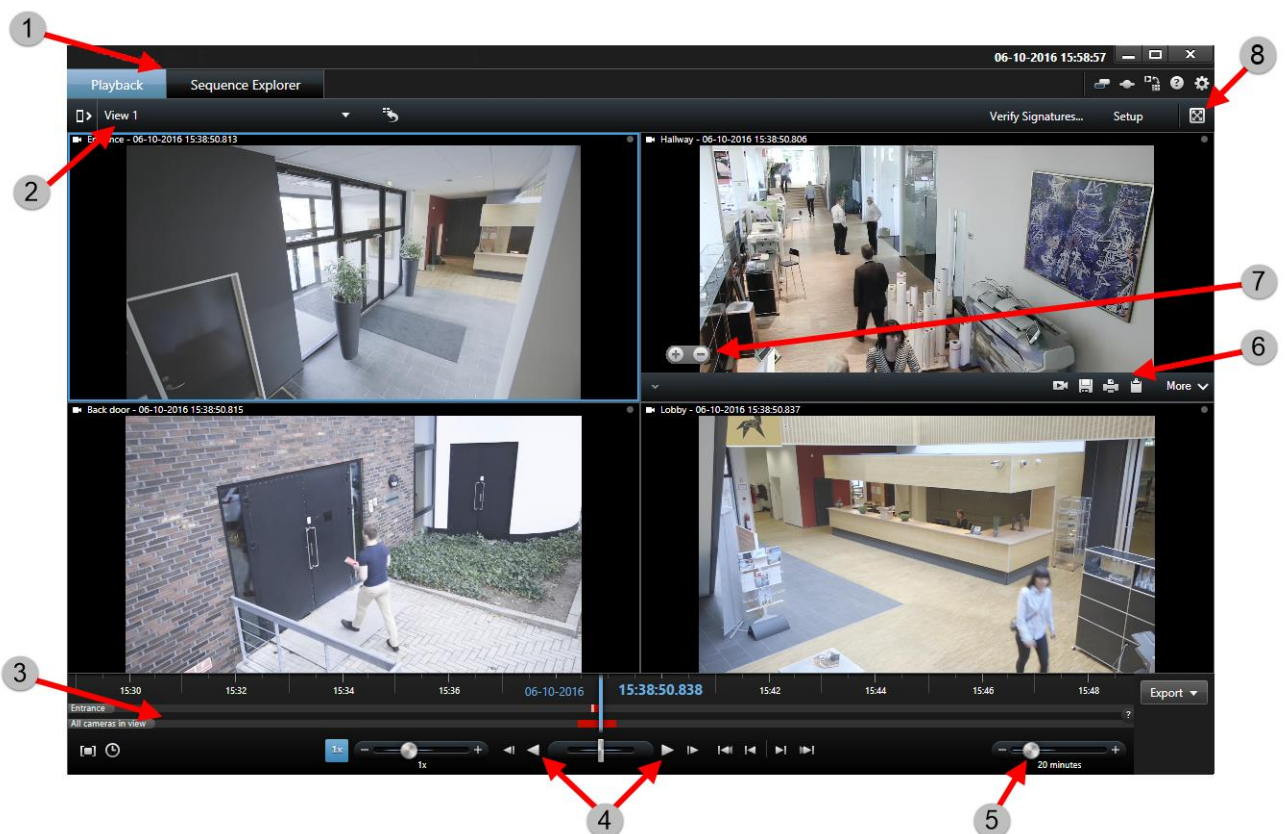 1
06-10-2016 15:58:57
8
Playback
Sequence Explorer
View 1
Verify Signatures...
Setup
Entrance - 06-10-2016 15:38:50.813
Hallway - 06-10-2016 15:38:50.806
2
7
6
More
Back door - 06-10-2016 15:38:50.815
Lobby - 06-10-2016 15:38:50.837
3
15:30
15:32
15:34
15:36
06-10-2016
15:38:50.838
15:42
15:44
15:46
15:48
Export
Entrance
All cameras in view
?
1x
1x
20 minutes
4
5